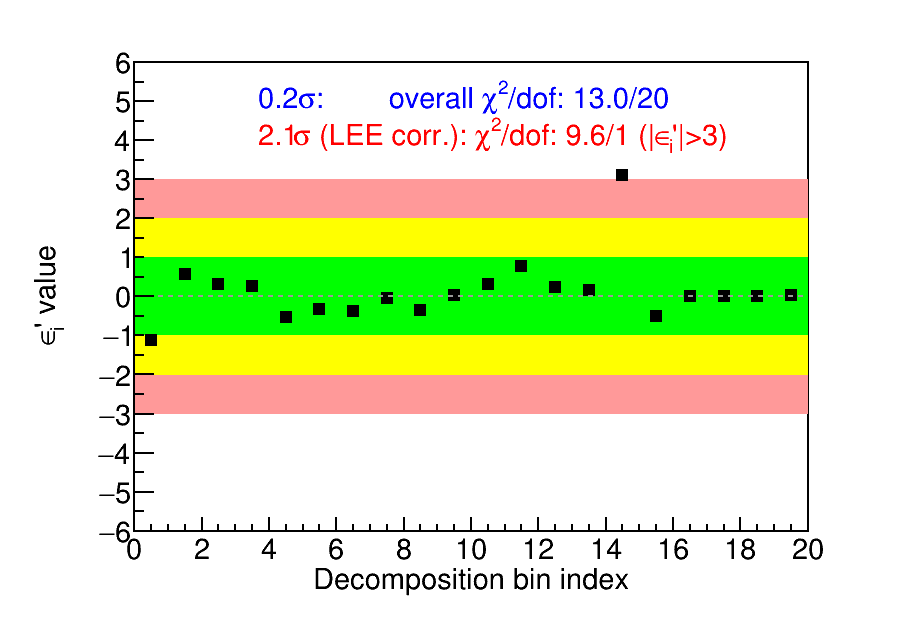 0.2σ: overall χ²/dof: 13.0/20
2.1σ (LEE corr.): χ²/dof: 9.6/1 (|ϵᵢ'|>3)
6
5
4
3
2
1
0
−1
−2
−3
−4
−5
−6
ϵᵢ' value
0 2 4 6 8 10 12 14 16 18 20
Decomposition bin index